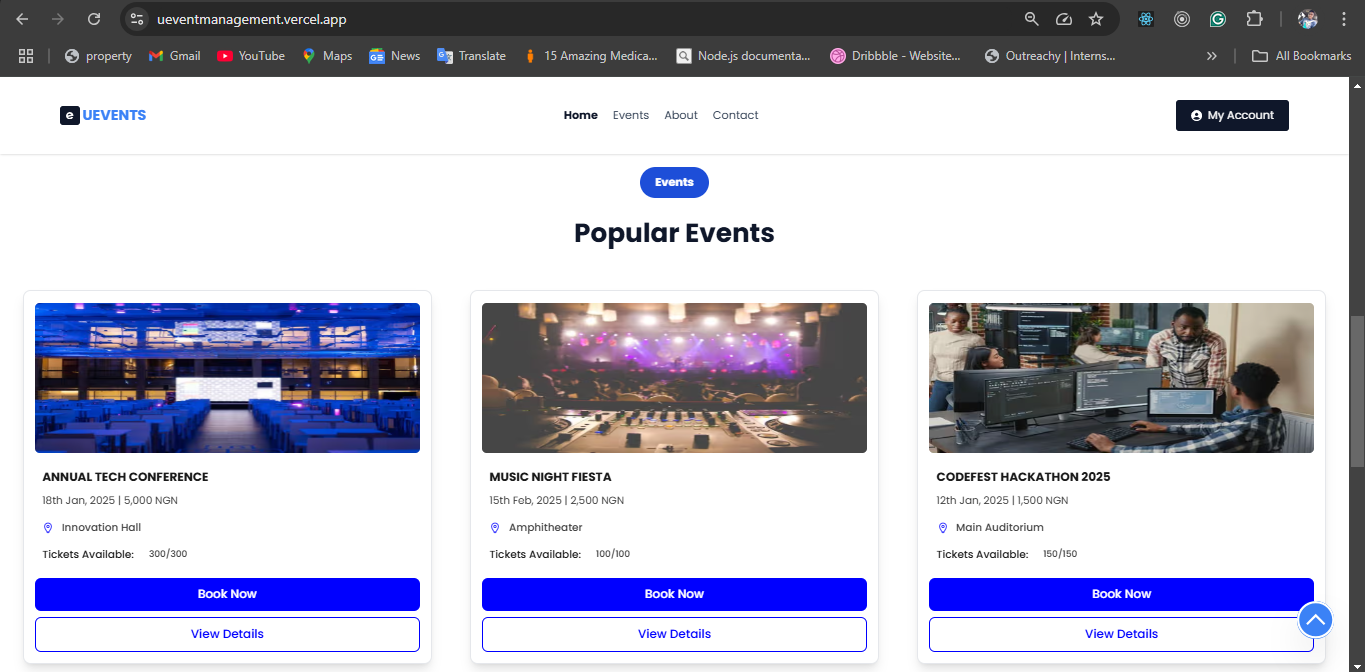 ueventmanagement.vercel.app
property Gmail YouTube Maps News Translate 15 Amazing Medica... Node.js documenta... Dribbble - Website... Outreachy | Interns... » All Bookmarks
e UEVENTS Home Events About Contact My Account
Events
Popular Events
ANNUAL TECH CONFERENCE
18th Jan, 2025 | 5,000 NGN
Innovation Hall
Tickets Available: 300/300
Book Now
View Details
MUSIC NIGHT FIESTA
15th Feb, 2025 | 2,500 NGN
Amphitheater
Tickets Available: 100/100
Book Now
View Details
CODEFEST HACKATHON 2025
12th Jan, 2025 | 1,500 NGN
Main Auditorium
Tickets Available: 150/150
Book Now
View Details